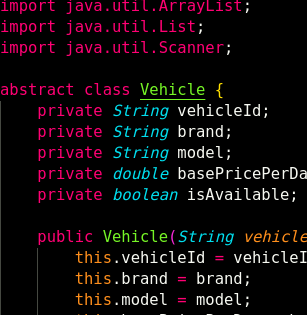 import java.util.ArrayList;
import java.util.List;
import java.util.Scanner;
abstract class Vehicle {
    private String vehicleId;
    private String brand;
    private String model;
    private double basePricePerDa
    private boolean isAvailable;
    public Vehicle(String vehicle
        this.vehicleId = vehicleI
        this.brand = brand;
        this.model = model;